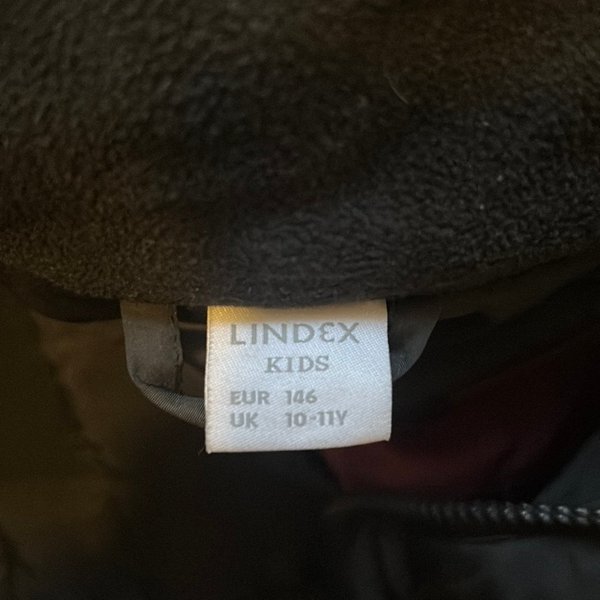 LINDEX
KIDS
EUR 146
UK 10-11Y